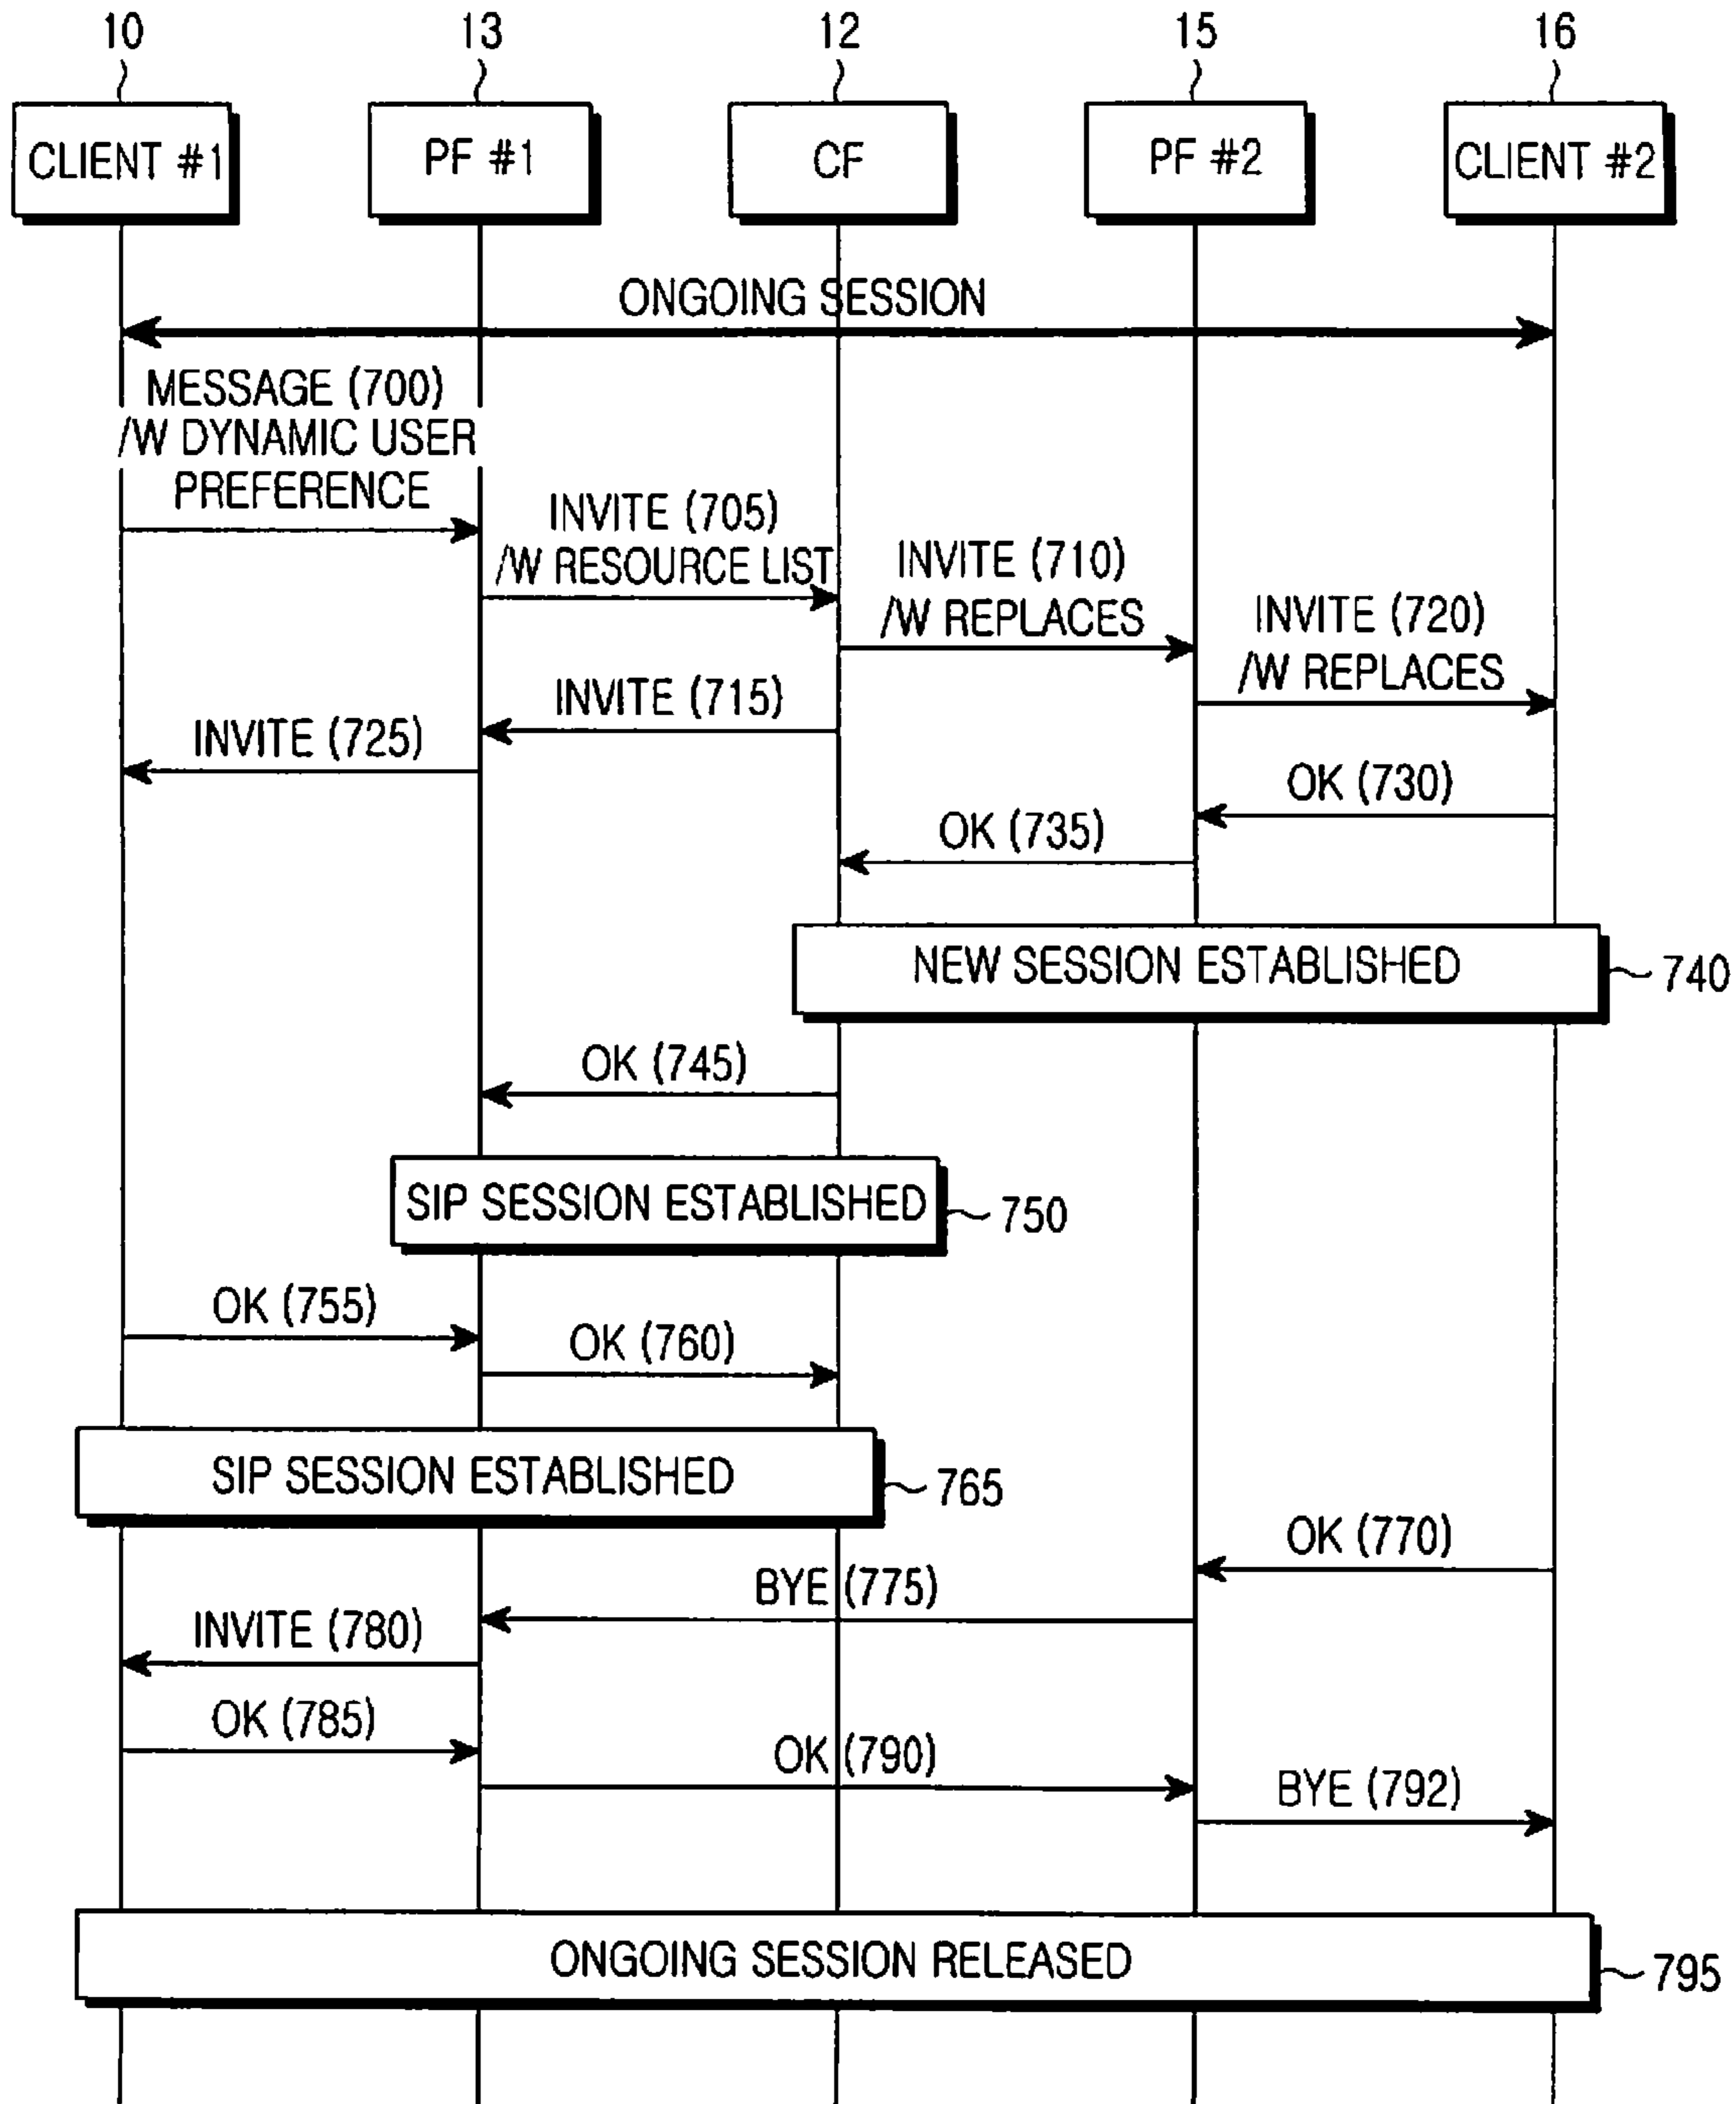 10
13
12
15
16
CLIENT #1
PF #1
CF
PF #2
CLIENT #2
ONGOING SESSION
MESSAGE (700)
/W DYNAMIC USER
PREFERENCE
INVITE (705)
/W RESOURCE LIST
INVITE (710)
/W REPLACES
INVITE (720)
/W REPLACES
INVITE (715)
INVITE (725)
OK (730)
OK (735)
NEW SESSION ESTABLISHED
740
OK (745)
SIP SESSION ESTABLISHED
750
OK (755)
OK (760)
SIP SESSION ESTABLISHED
765
OK (770)
BYE (775)
INVITE (780)
OK (785)
OK (790)
BYE (792)
ONGOING SESSION RELEASED
795